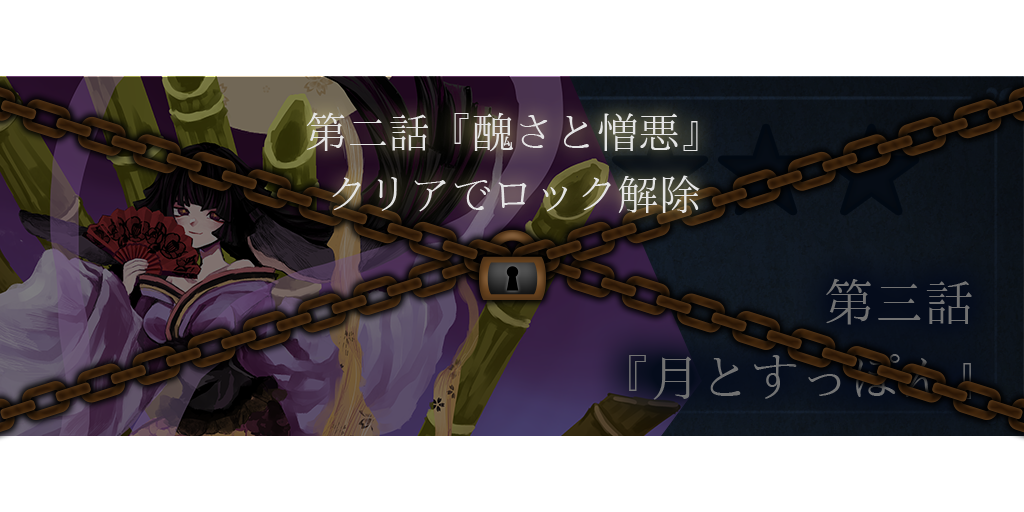 第二話『醜さと憎悪』
クリアでロック解除
第三話
『月とすっぽん』